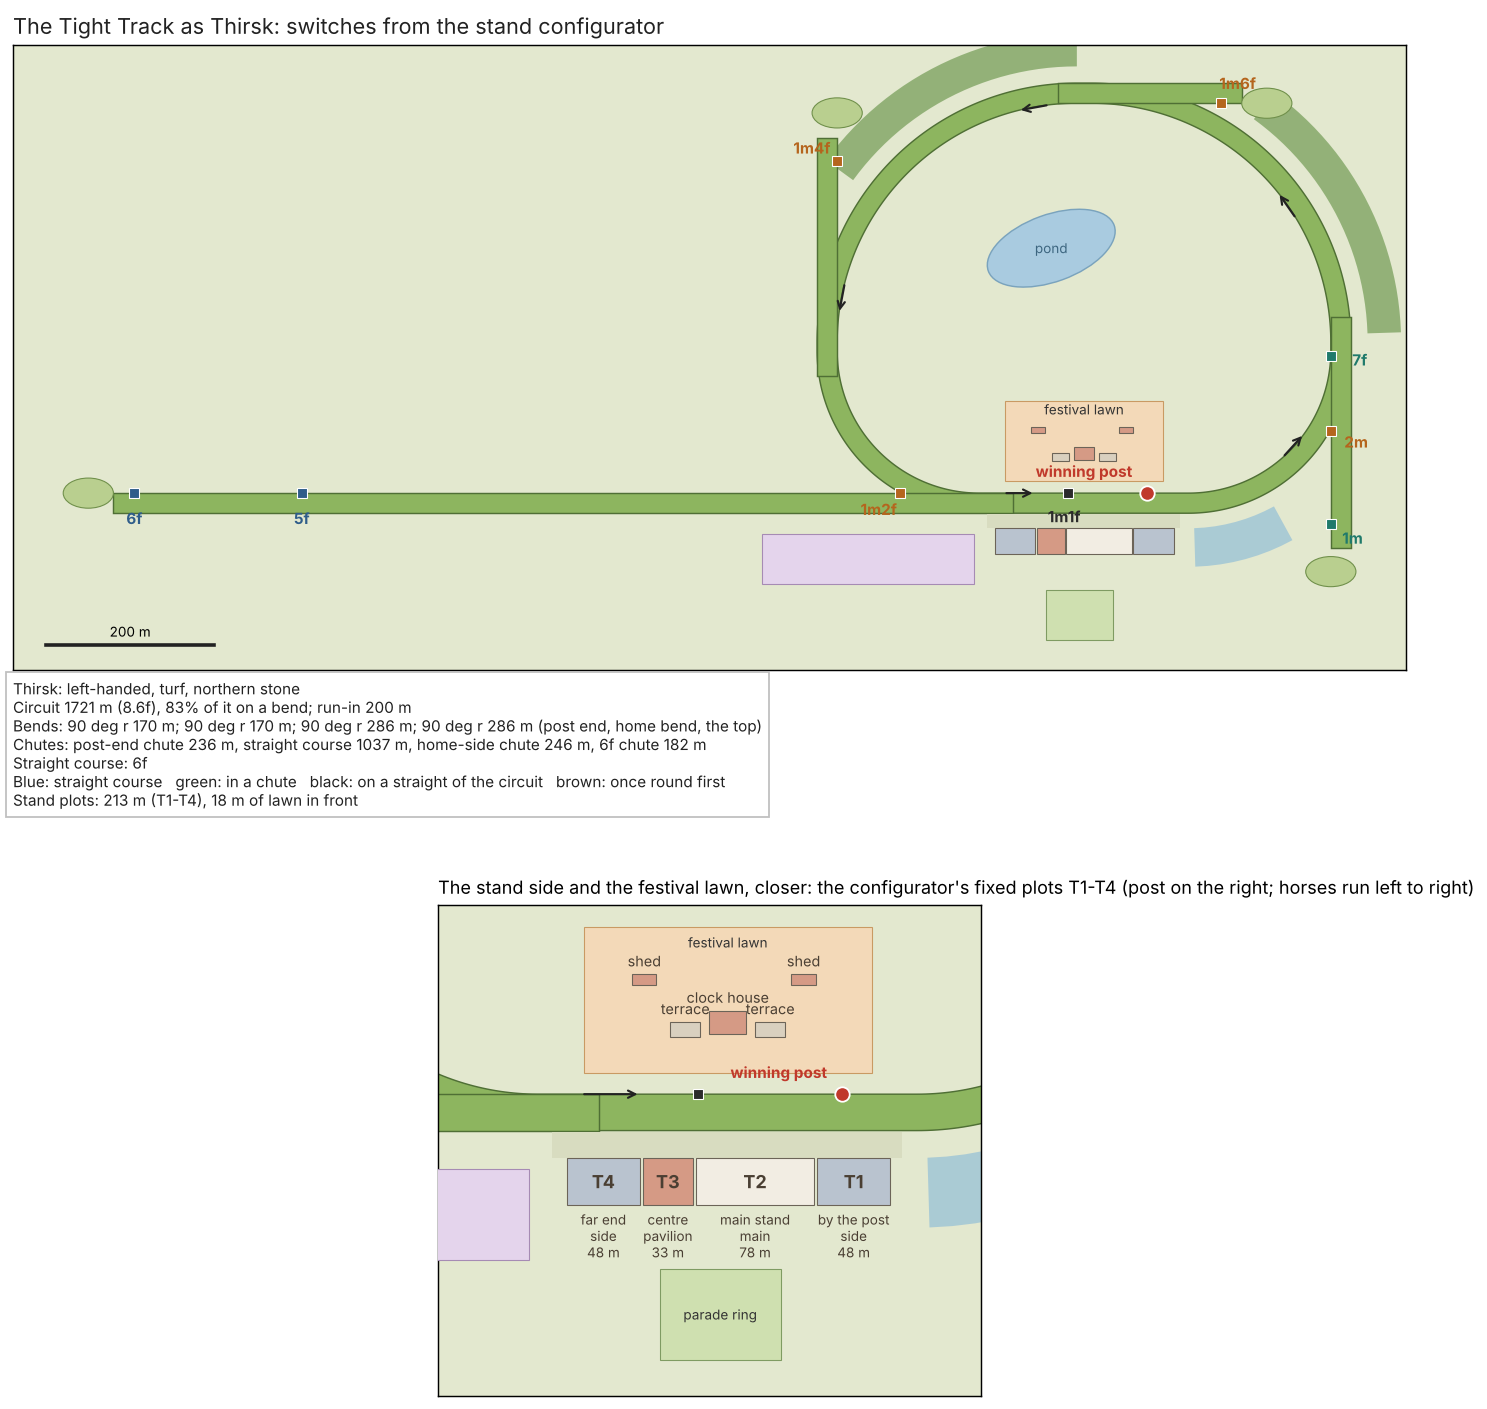 The Tight Track as Thirsk: switches from the stand configurator
1m6f
1m4f
pond
7f
festival lawn
2m
winning post
6f
5f
1m2f
1m1f
1m
200 m
Thirsk: left-handed, turf, northern stone
Circuit 1721 m (8.6f), 83% of it on a bend; run-in 200 m
Bends: 90 deg r 170 m; 90 deg r 170 m; 90 deg r 286 m; 90 deg r 286 m (post end, home bend, the top)
Chutes: post-end chute 236 m, straight course 1037 m, home-side chute 246 m, 6f chute 182 m
Straight course: 6f
Blue: straight course green: in a chute black: on a straight of the circuit brown: once round first
Stand plots: 213 m (T1-T4), 18 m of lawn in front
The stand side and the festival lawn, closer: the configurator's fixed plots T1-T4 (post on the right; horses run left to right)
festival lawn
shed
shed
clock house
terrace
terrace
winning post
T4
T3
T2
T1
far end
side
48 m
centre
pavilion
33 m
main stand
main
78 m
by the post
side
48 m
parade ring